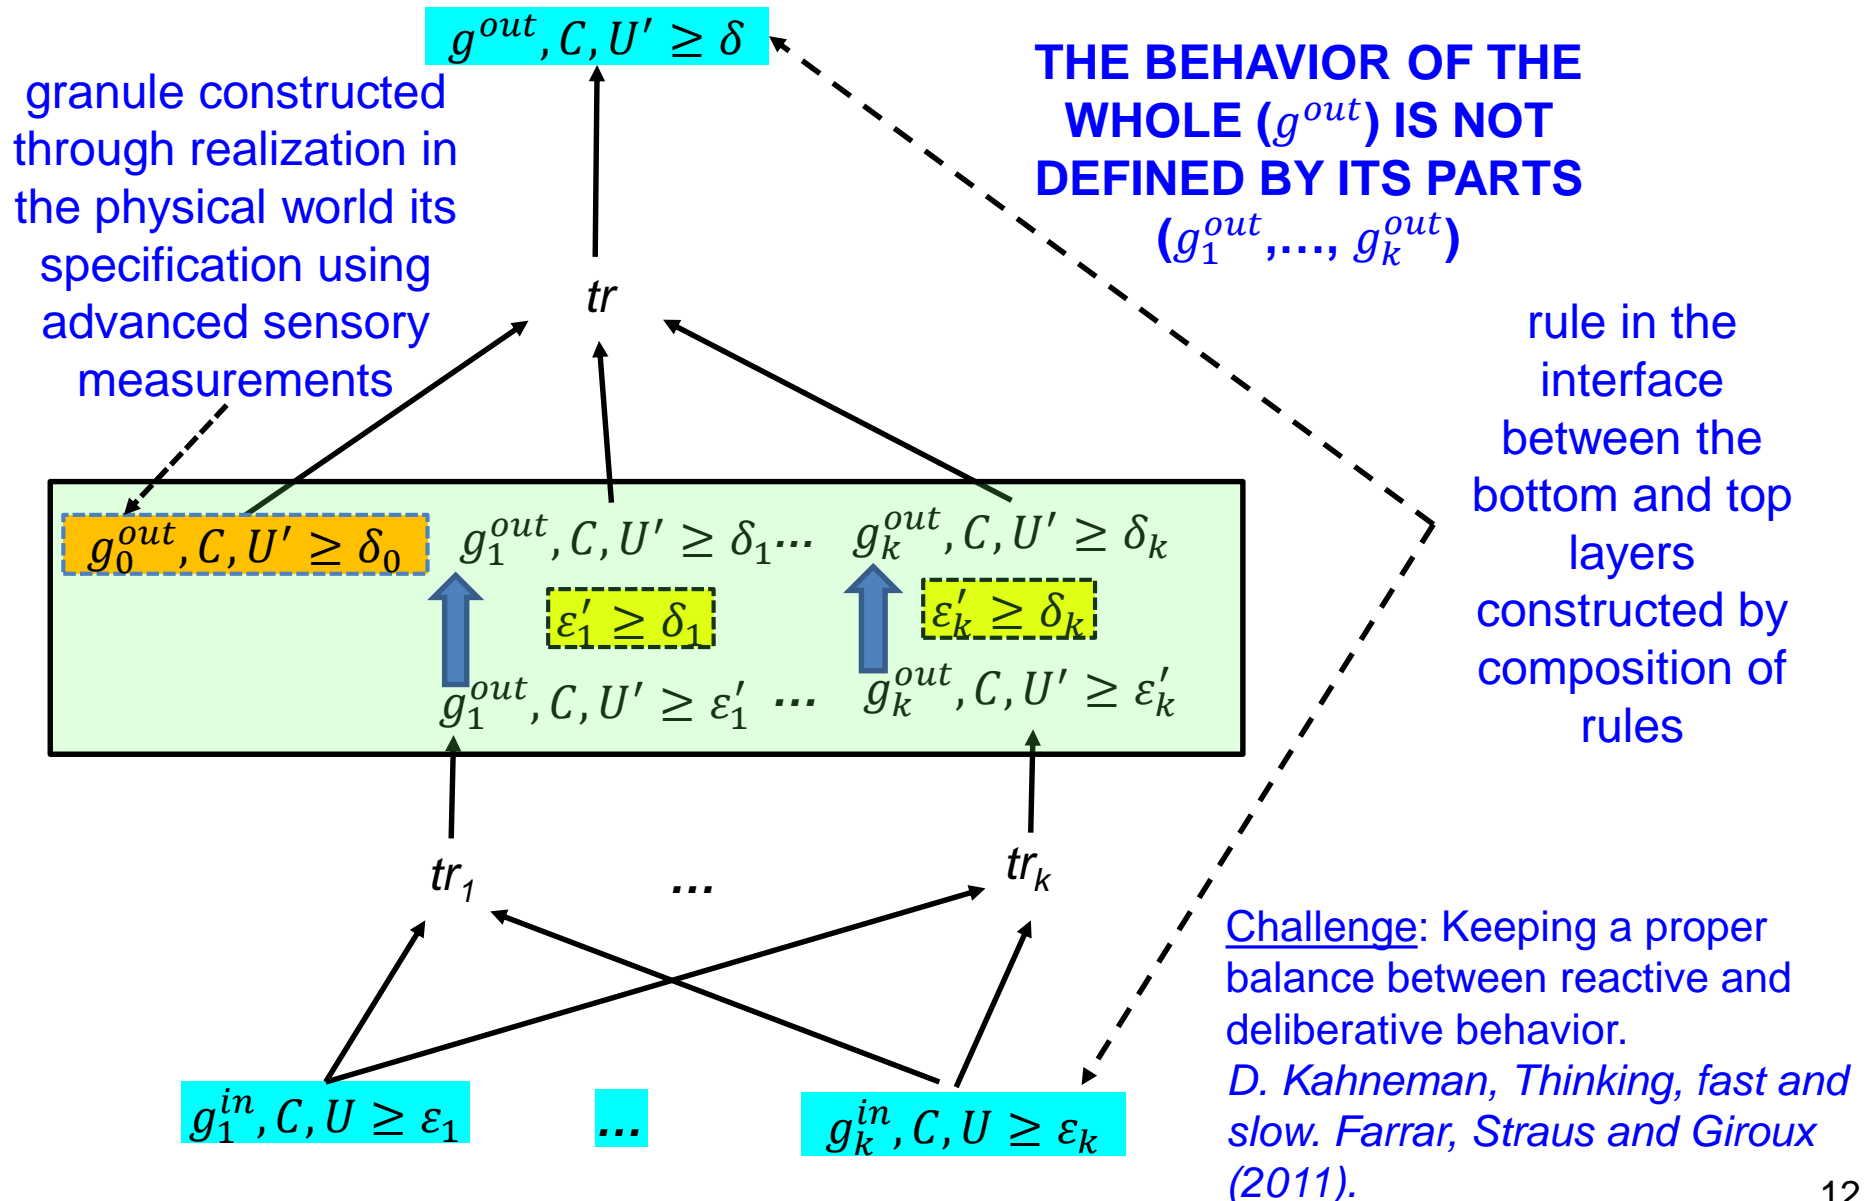 g^{out}, C, U′ ≥ δ
THE BEHAVIOR OF THE
WHOLE (g^{out}) IS NOT
DEFINED BY ITS PARTS
(g_1^{out},…, g_k^{out})
granule constructed
through realization in
the physical world its
specification using
advanced sensory
measurements
tr
rule in the
interface
between the
bottom and top
layers
constructed by
composition of
rules
g_0^{out}, C, U′ ≥ δ_0 g_1^{out}, C, U′ ≥ δ_1 ... g_k^{out}, C, U′ ≥ δ_k
ε′_1 ≥ δ_1 ε′_k ≥ δ_k
g_1^{out}, C, U′ ≥ ε′_1 ... g_k^{out}, C, U′ ≥ ε′_k
tr_1 ... tr_k
Challenge: Keeping a proper
balance between reactive and
deliberative behavior.
D. Kahneman, Thinking, fast and
slow. Farrar, Straus and Giroux
(2011).
g_1^{in}, C, U ≥ ε_1 ... g_k^{in}, C, U ≥ ε_k
12